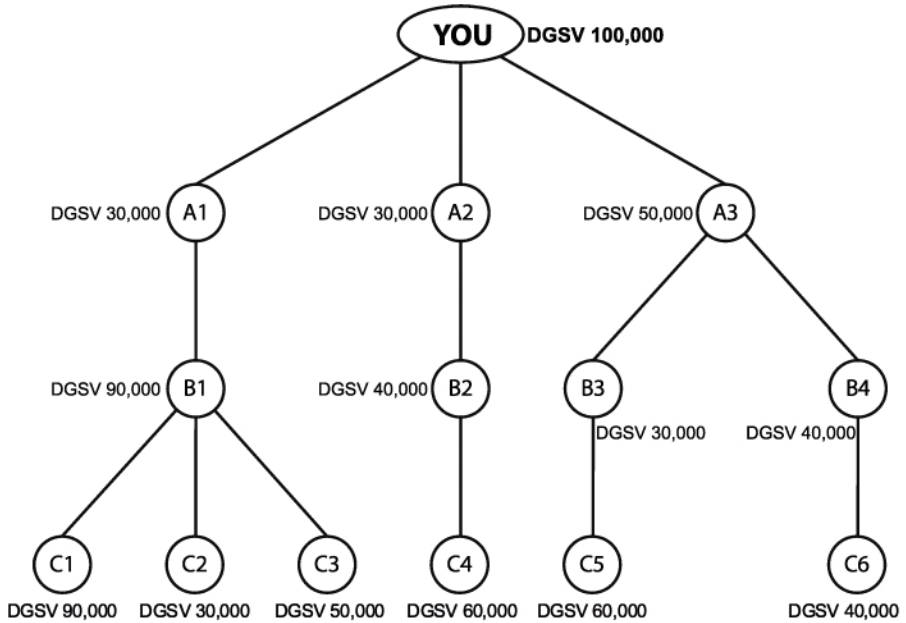 YOU DGSV 100,000
DGSV 30,000 A1 DGSV 30,000 A2 DGSV 50,000 A3
DGSV 90,000 B1 DGSV 40,000 B2 B3 B4
DGSV 30,000 DGSV 40,000
C1 C2 C3 C4 C5 C6
DGSV 90,000 DGSV 30,000 DGSV 50,000 DGSV 60,000 DGSV 60,000 DGSV 40,000